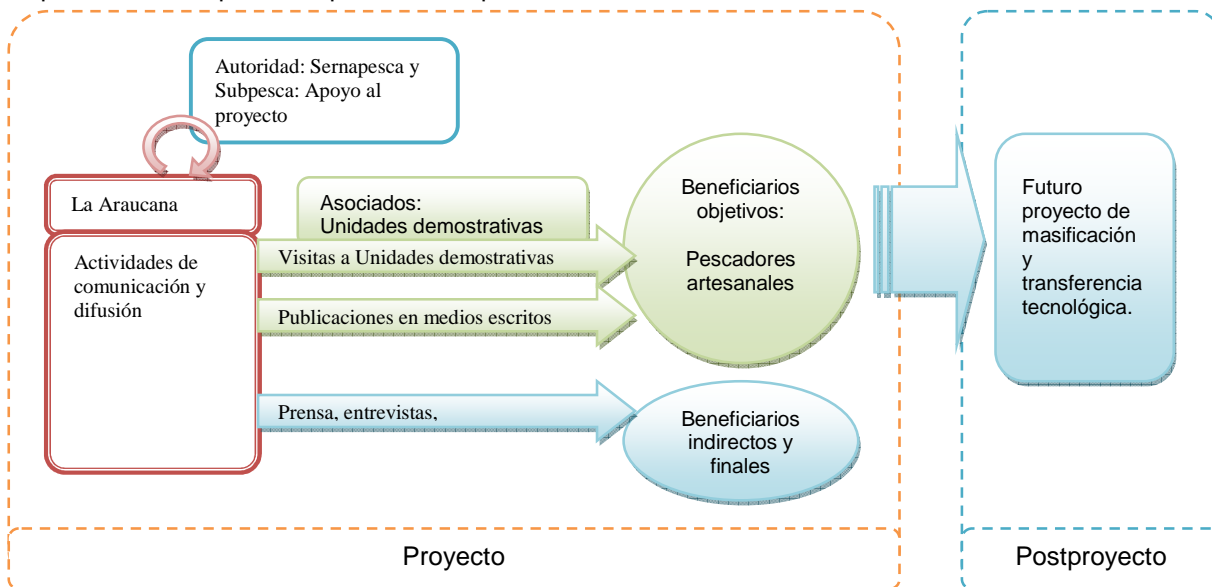 Autoridad: Sernapesca y
Subpesca: Apoyo al
proyecto
La Araucana
Asociados:
Unidades demostrativas
Actividades de
comunicación y
difusión
Visitas a Unidades demostrativas
Publicaciones en medios escritos
Prensa, entrevistas,
Beneficiarios
objetivos:
Pescadores
artesanales
Beneficiarios
indirectos y
finales
Futuro
proyecto de
masificación
y
transferencia
tecnológica.
Proyecto
Postproyecto